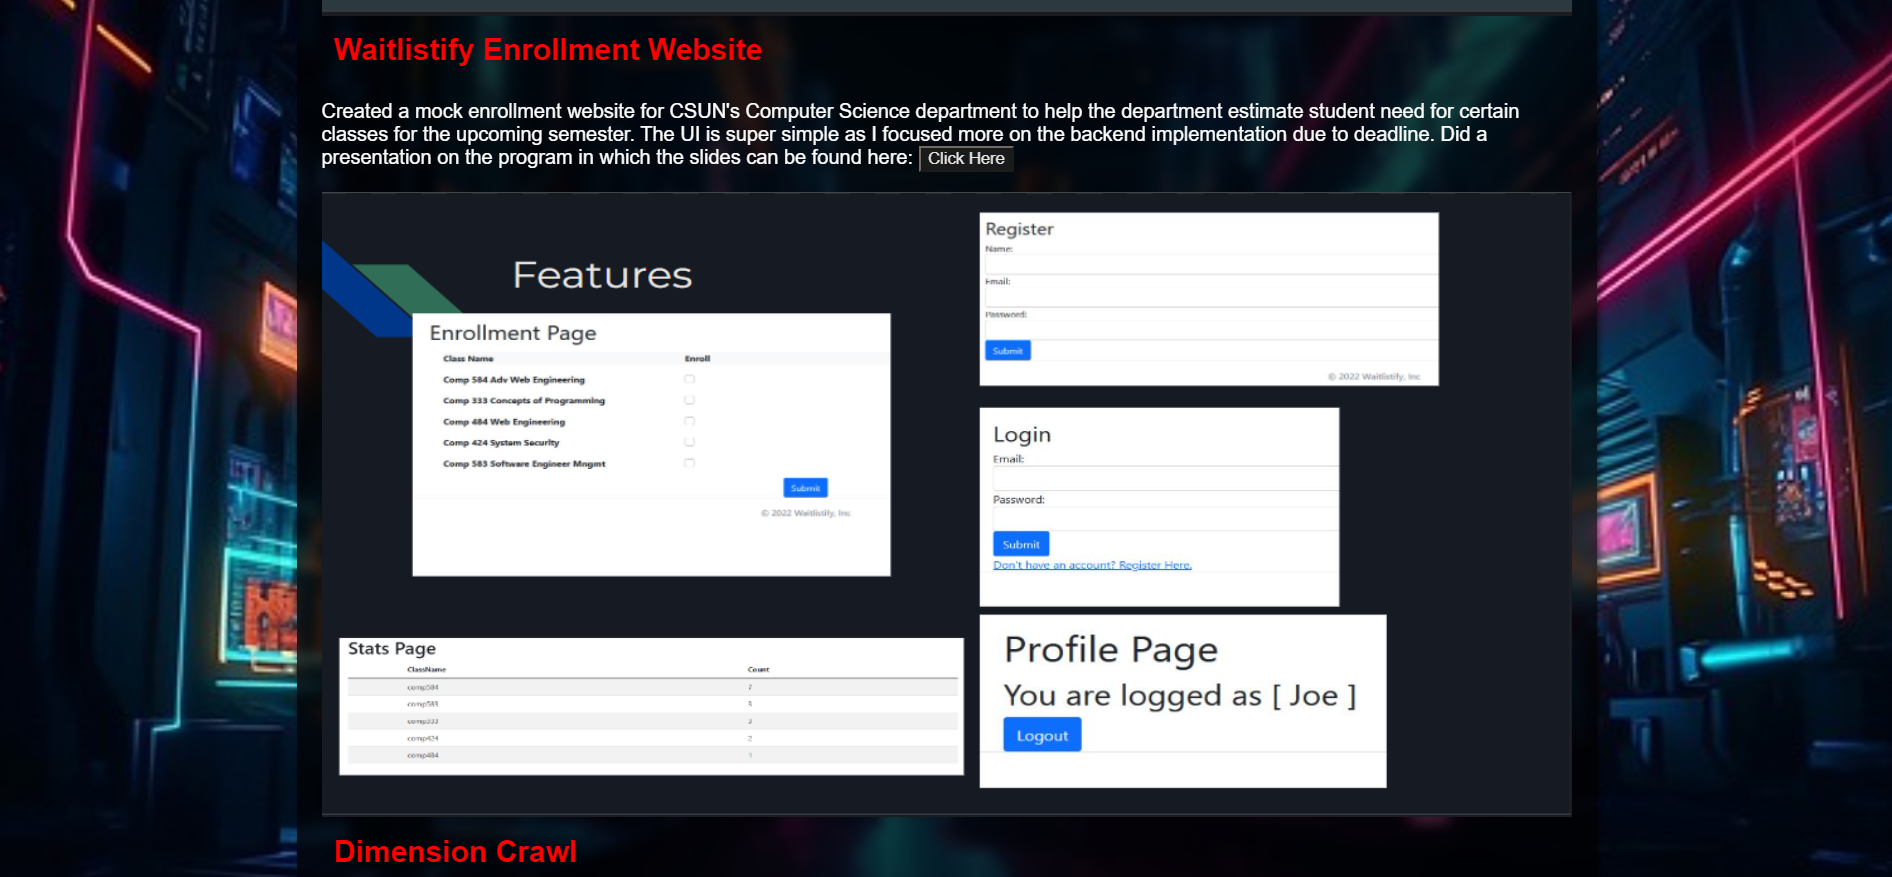 Waitlistify Enrollment Website
Created a mock enrollment website for CSUN's Computer Science department to help the department estimate student need for certain
classes for the upcoming semester. The UI is super simple as I focused more on the backend implementation due to deadline. Did a
presentation on the program in which the slides can be found here: Click Here
Features
Enrollment Page
Class Name Enroll
Comp 584 Adv Web Engineering
Comp 333 Concepts of Programming
Comp 484 Web Engineering
Comp 424 System Security
Comp 583 Software Engineer Mngmt
Submit
© 2022 Waitlistify, Inc
Stats Page
ClassName Count
comp584 7
comp583 3
comp333 3
comp424 2
comp484 1
Register
Name:
Email:
Password:
Submit
© 2022 Waitlistify, Inc
Login
Email:
Password:
Submit
Don't have an account? Register Here.
Profile Page
You are logged as [ Joe ]
Logout
Dimension Crawl